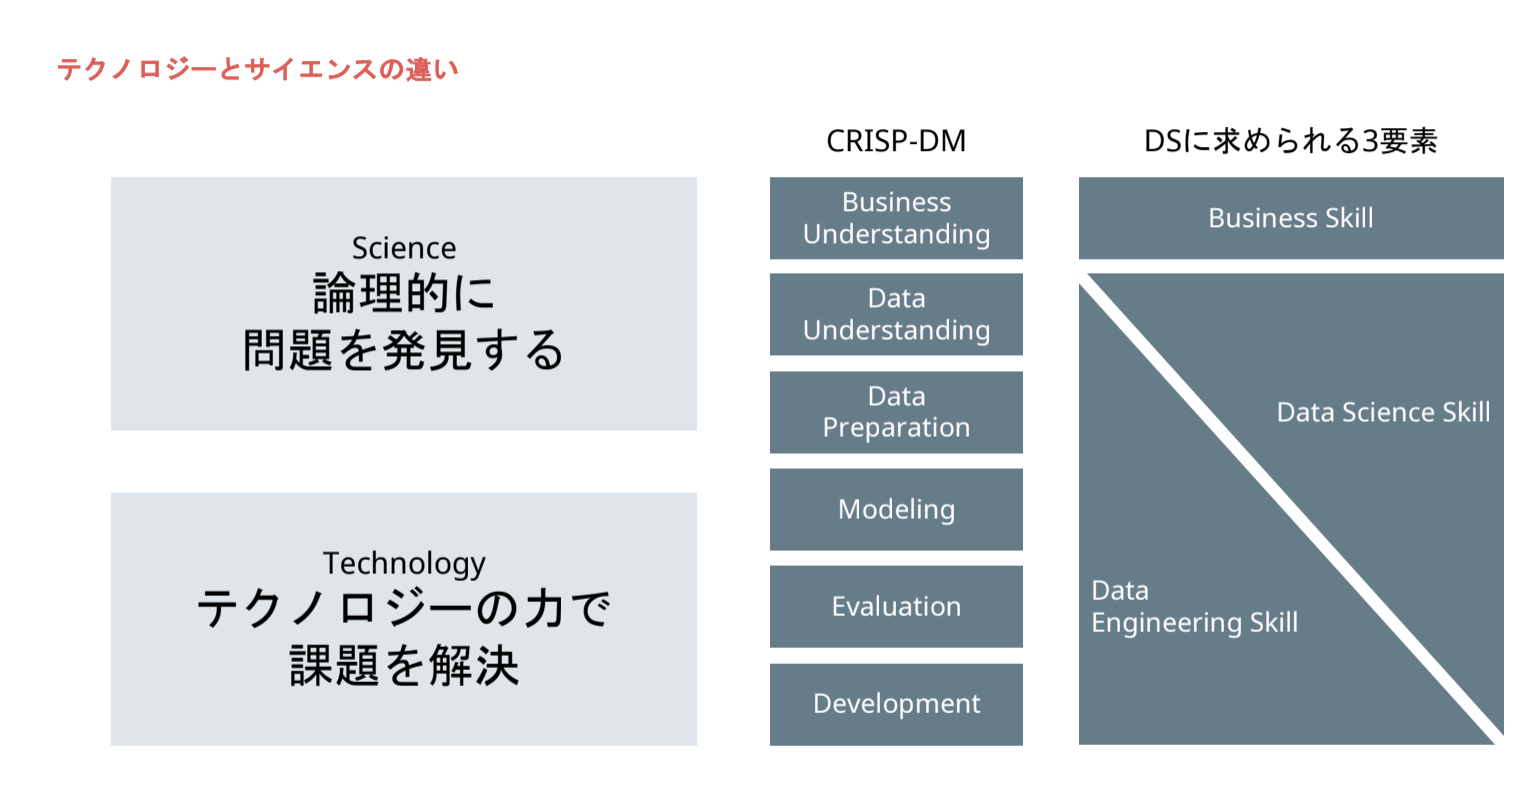 テクノロジーとサイエンスの違い
CRISP-DM
DSに求められる3要素
Science
論理的に
問題を発見する
Technology
テクノロジーの力で
課題を解決
Business
Understanding
Data
Understanding
Data
Preparation
Modeling
Evaluation
Development
Business Skill
Data Science Skill
Data
Engineering Skill